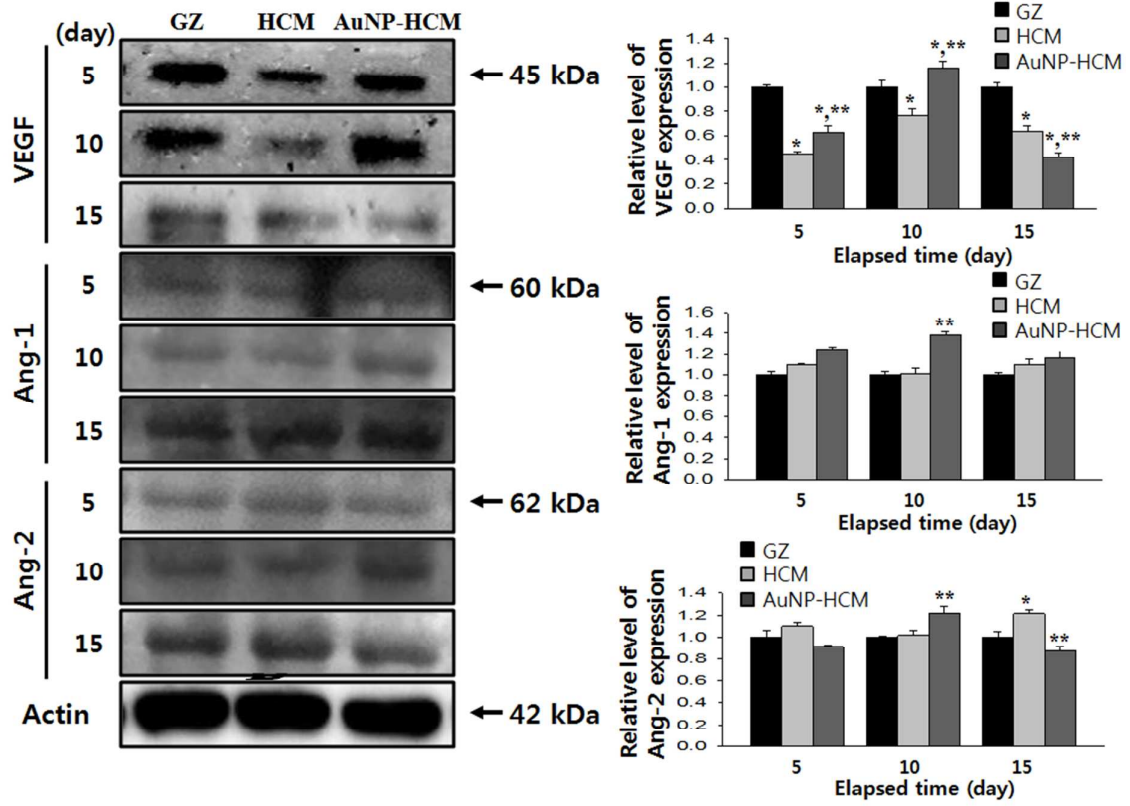 (day) GZ HCM AuNP-HCM
VEGF
5 ← 45 kDa
10
15
Ang-1
5 ← 60 kDa
10
15
Ang-2
5 ← 62 kDa
10
15
Actin ← 42 kDa
GZ
HCM
AuNP-HCM
Relative level of
VEGF expression
1.4
1.2
1.0
0.8
0.6
0.4
0.2
0.0
* *,** * *,** * *,**
5 10 15
Elapsed time (day)
GZ
HCM
AuNP-HCM
Relative level of
Ang-1 expression
1.6
1.4
1.2
1.0
0.8
0.6
0.4
0.2
0.0
**
5 10 15
Elapsed time (day)
GZ
HCM
AuNP-HCM
Relative level of
Ang-2 expression
1.4
1.2
1.0
0.8
0.6
0.4
0.2
0.0
** * **
5 10 15
Elapsed time (day)